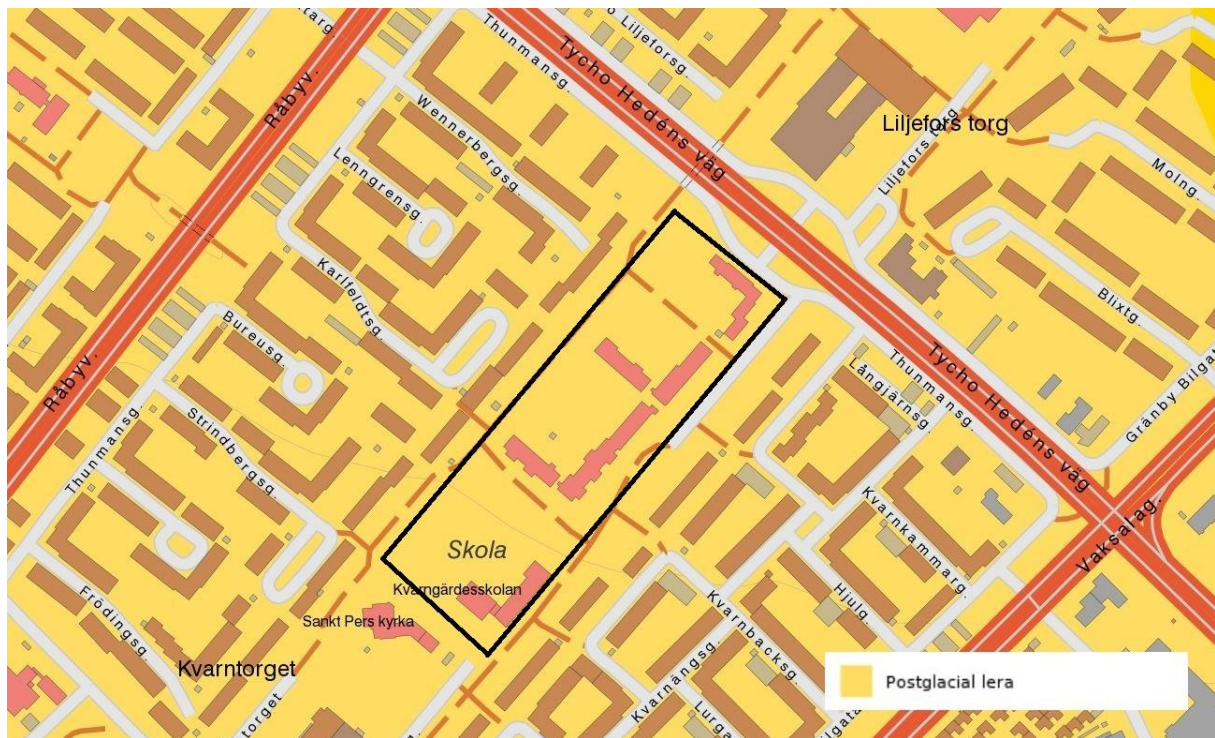 Thunmansg.
Råbyv.
Tycho Hedéns väg
Liljeforsg.
Liljefors torg
Liljefors torg
Wennerbergsg.
Lenngrensg.
Molng.
Karlfeldtsg.
Blixtg.
Bureusg.
Råbyv.
Strindbergsg.
Thunmansg.
Tycho Hedéns väg
Thunmansg.
Långjärnsg.
Gränby Bilgata
Kvarnkammarg.
Vaksalag.
Skola
Kvarngärdesskolan
Sankt Pers kyrka
Frödingsg.
Kvarntorget
Hjulg.
Kvarnbacksg.
Kvarnängsg.
Postglacial lera